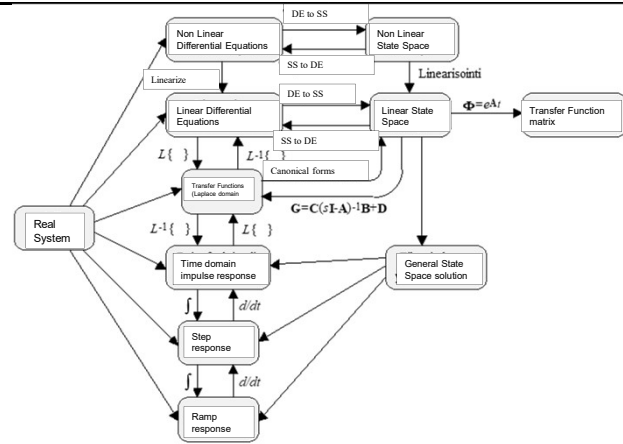 DE to SS
Non Linear
Differential Equations
Non Linear
State Space
SS to DE
Linearize
Linearisointi
DE to SS
Linear Differential
Equations
Linear State
Space
Φ=eAt
Transfer Function
matrix
SS to DE
L{ }
L-1{ }
Canonical forms
Transfer Functions
(Laplace domain
G=C(sI-A)-1B+D
Real
System
L-1{ }
L{ }
Time domain
impulse response
General State
Space solution
∫
d/dt
Step
response
∫
d/dt
Ramp
response